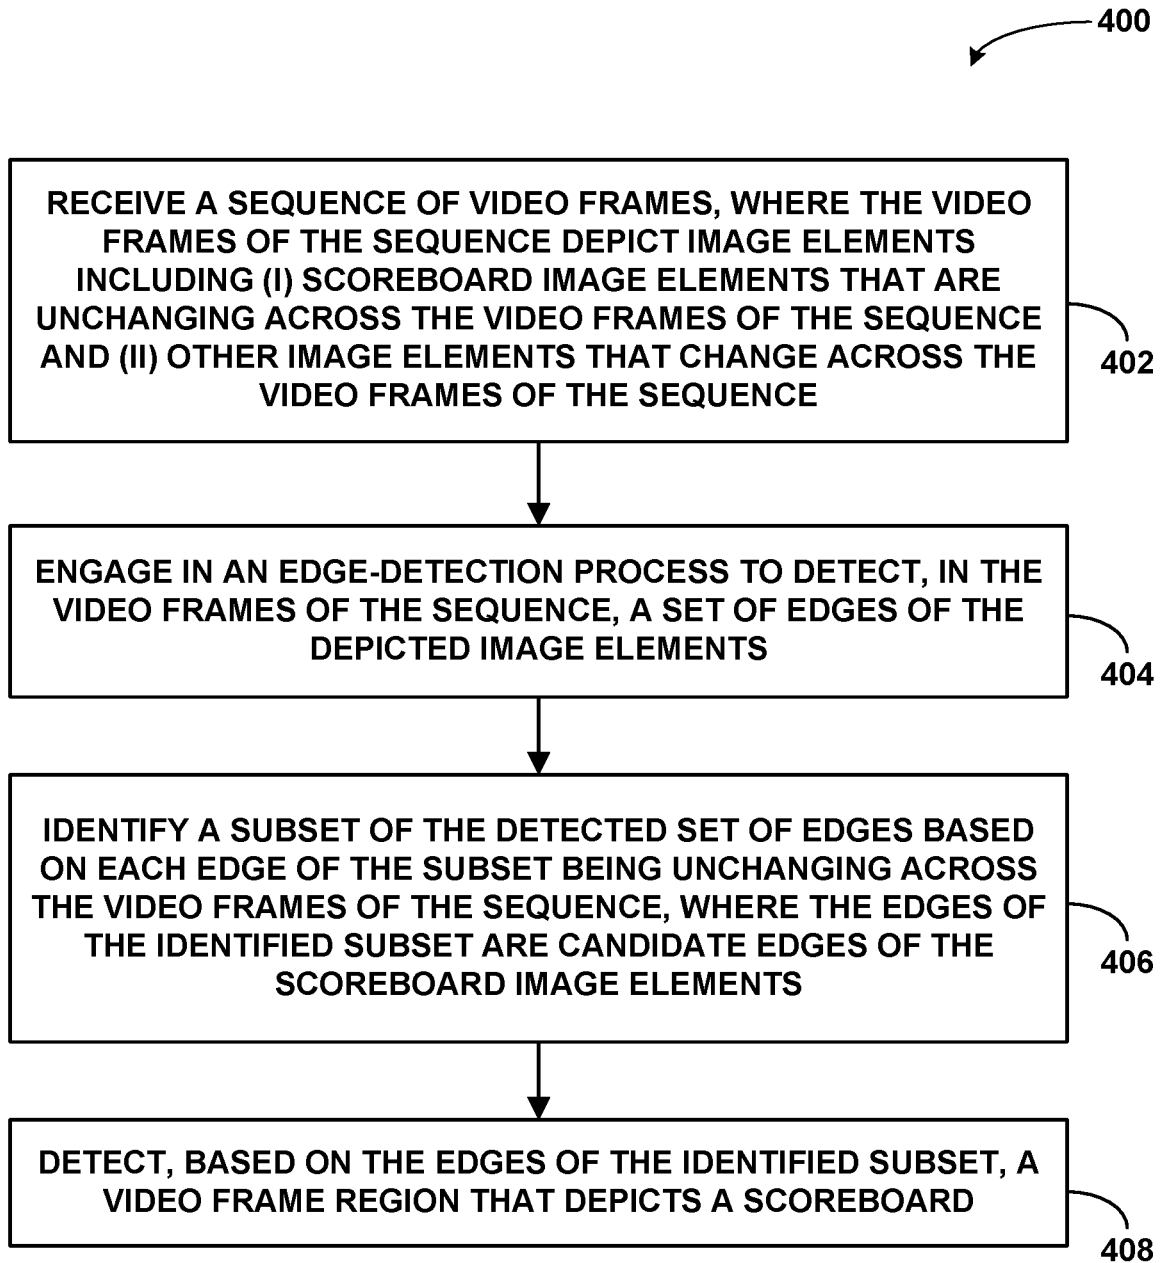 400
RECEIVE A SEQUENCE OF VIDEO FRAMES, WHERE THE VIDEO
FRAMES OF THE SEQUENCE DEPICT IMAGE ELEMENTS
INCLUDING (I) SCOREBOARD IMAGE ELEMENTS THAT ARE
UNCHANGING ACROSS THE VIDEO FRAMES OF THE SEQUENCE
AND (II) OTHER IMAGE ELEMENTS THAT CHANGE ACROSS THE
VIDEO FRAMES OF THE SEQUENCE
402
ENGAGE IN AN EDGE-DETECTION PROCESS TO DETECT, IN THE
VIDEO FRAMES OF THE SEQUENCE, A SET OF EDGES OF THE
DEPICTED IMAGE ELEMENTS
404
IDENTIFY A SUBSET OF THE DETECTED SET OF EDGES BASED
ON EACH EDGE OF THE SUBSET BEING UNCHANGING ACROSS
THE VIDEO FRAMES OF THE SEQUENCE, WHERE THE EDGES OF
THE IDENTIFIED SUBSET ARE CANDIDATE EDGES OF THE
SCOREBOARD IMAGE ELEMENTS
406
DETECT, BASED ON THE EDGES OF THE IDENTIFIED SUBSET, A
VIDEO FRAME REGION THAT DEPICTS A SCOREBOARD
408